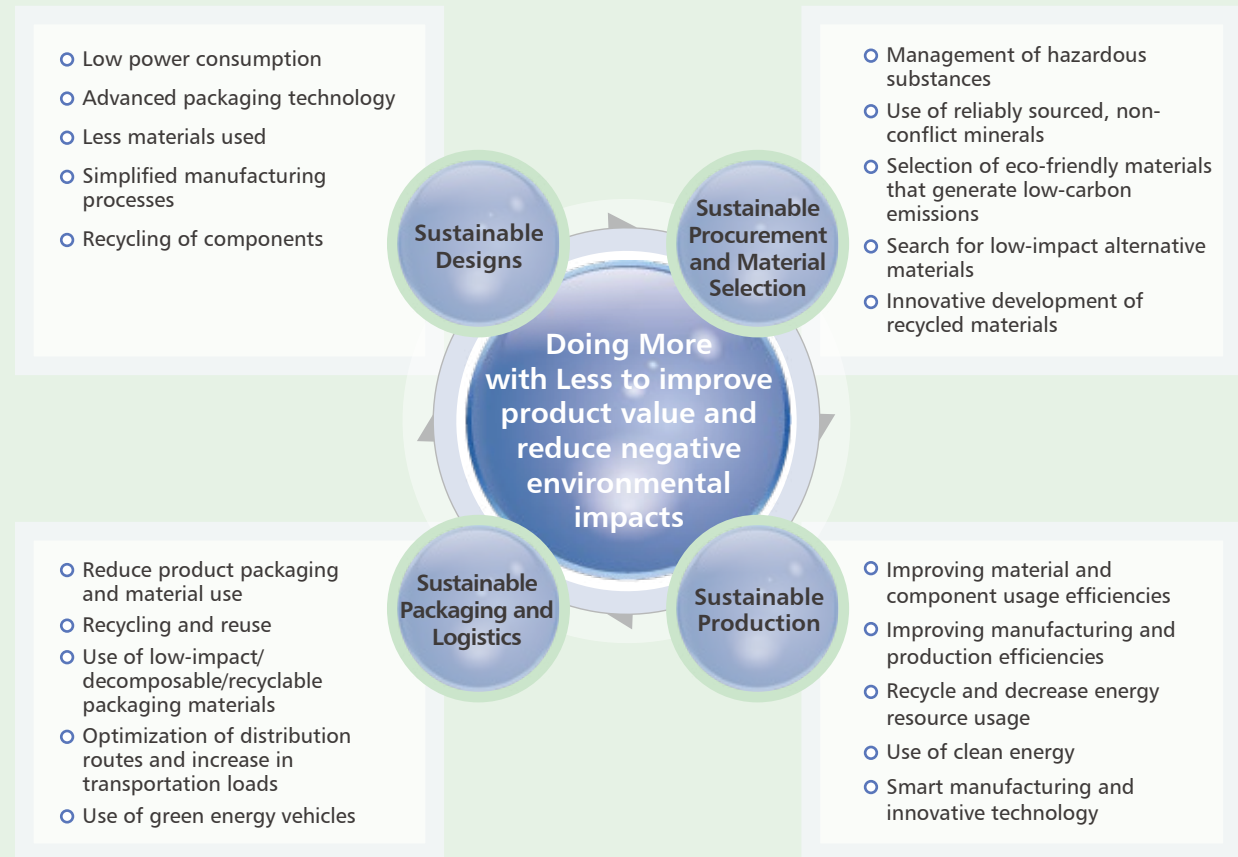 Low power consumption
Advanced packaging technology
Less materials used
Simplified manufacturing
processes
Recycling of components
Sustainable
Designs
Management of hazardous
substances
Use of reliably sourced, non-
conflict minerals
Selection of eco-friendly materials
that generate low-carbon
emissions
Search for low-impact alternative
materials
Innovative development of
recycled materials
Sustainable
Procurement
and Material
Selection
Doing More
with Less to improve
product value and
reduce negative
environmental
impacts
Reduce product packaging
and material use
Recycling and reuse
Use of low-impact/
decomposable/recyclable
packaging materials
Optimization of distribution
routes and increase in
transportation loads
Use of green energy vehicles
Sustainable
Packaging and
Logistics
Sustainable
Production
Improving material and
component usage efficiencies
Improving manufacturing and
production efficiencies
Recycle and decrease energy
resource usage
Use of clean energy
Smart manufacturing and
innovative technology